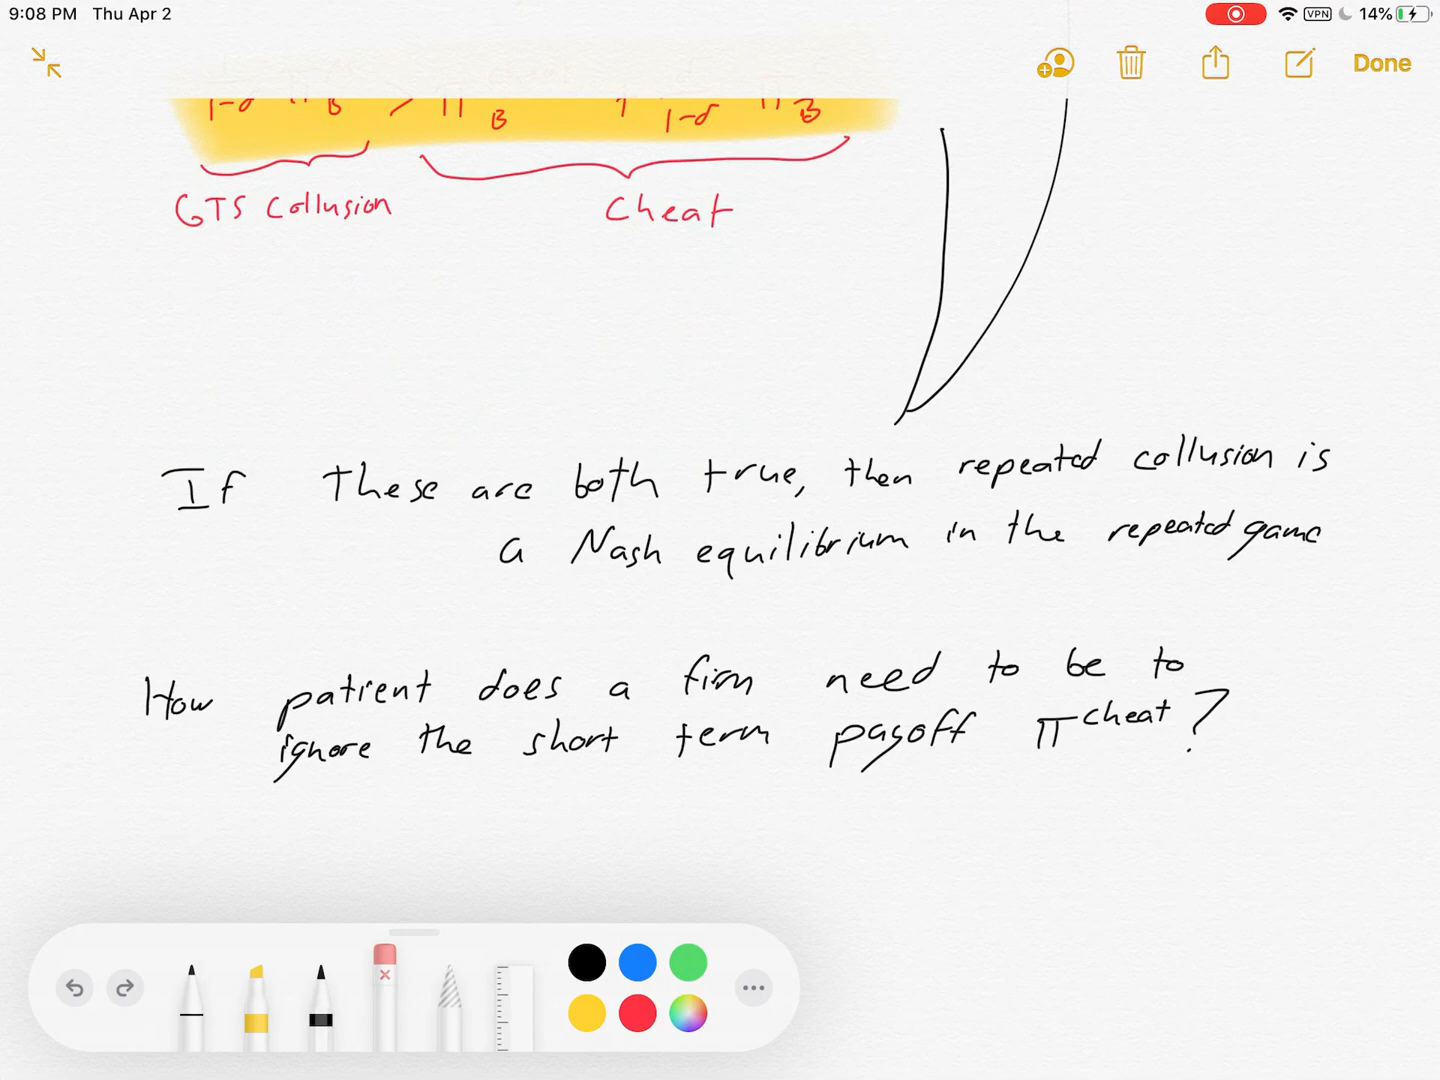 9:08 PM Thu Apr 2
VPN 14%
Done
GTS Collusion
Cheat
If these are both true, then repeated collusion is
a Nash equilibrium in the repeated game
How patient does a firm need to be to
ignore the short term payoff π^cheat?